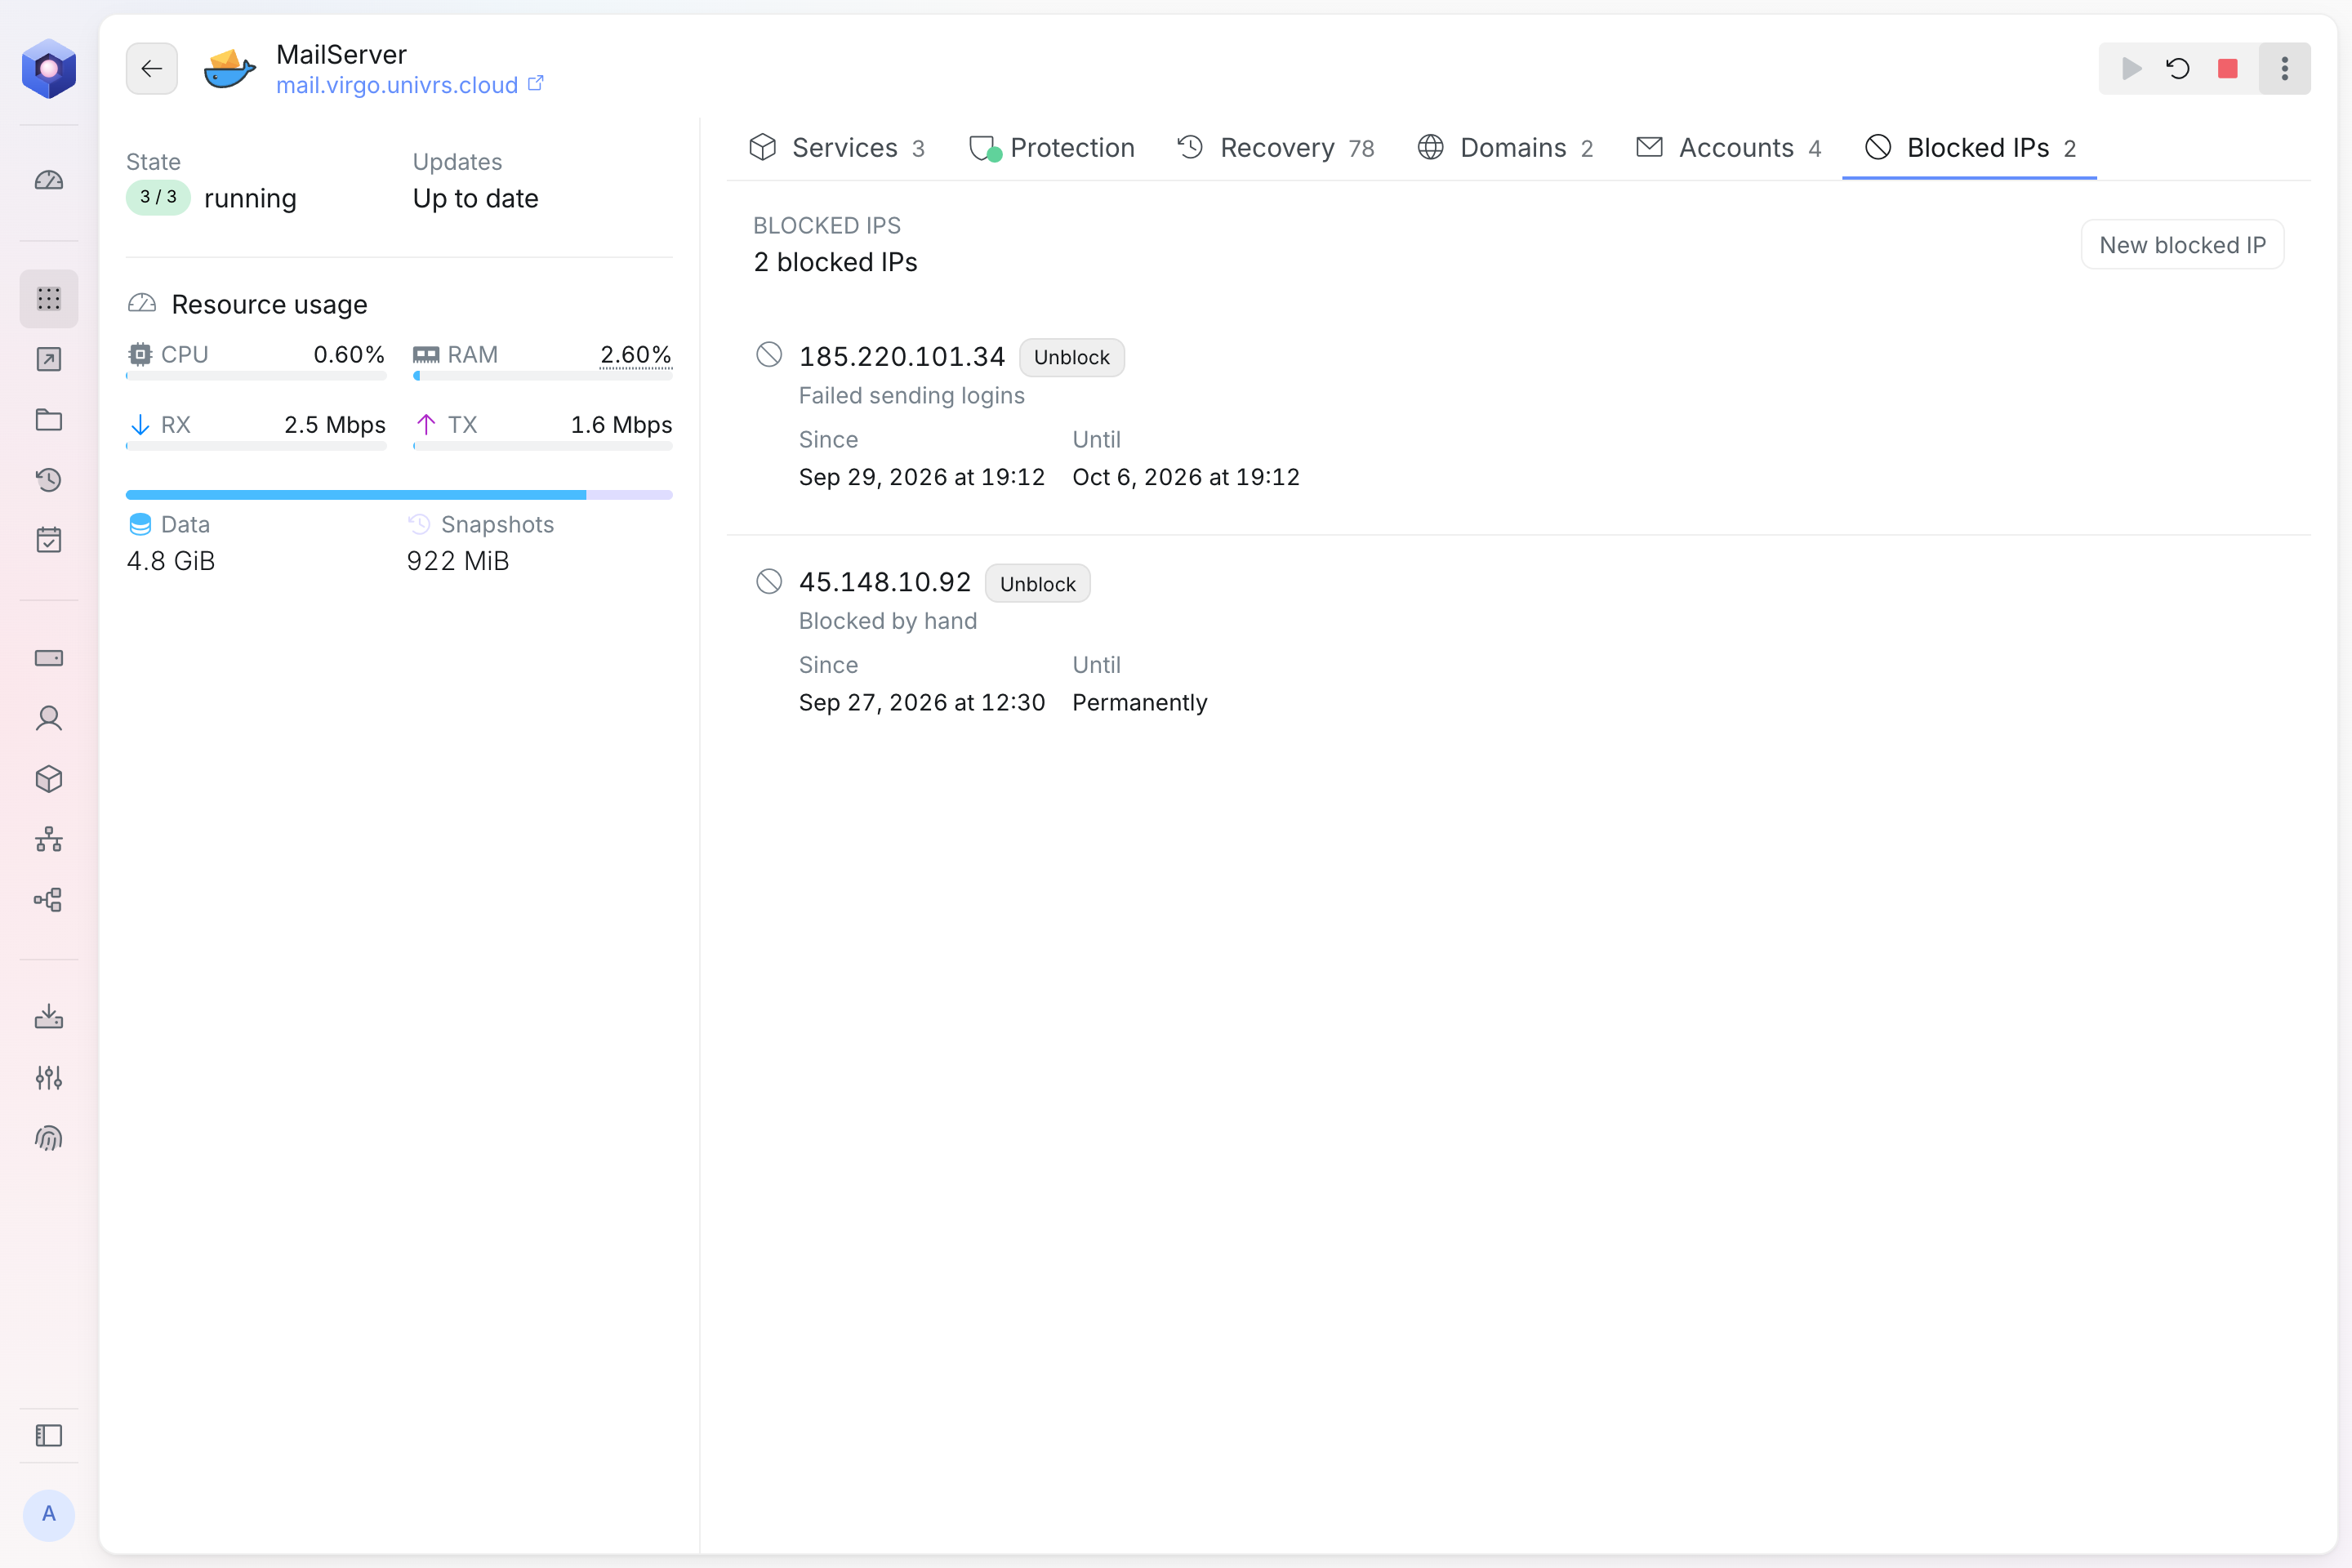 MailServer
mail.virgo.univrs.cloud
State
Updates
3 / 3 running
Up to date
Resource usage
CPU 0.60%
RAM 2.60%
RX 2.5 Mbps
TX 1.6 Mbps
Data
Snapshots
4.8 GiB
922 MiB
A
Services 3
Protection
Recovery 78
Domains 2
Accounts 4
Blocked IPs 2
BLOCKED IPS
2 blocked IPs
New blocked IP
185.220.101.34 Unblock
Failed sending logins
Since
Until
Sep 29, 2026 at 19:12
Oct 6, 2026 at 19:12
45.148.10.92 Unblock
Blocked by hand
Since
Until
Sep 27, 2026 at 12:30
Permanently